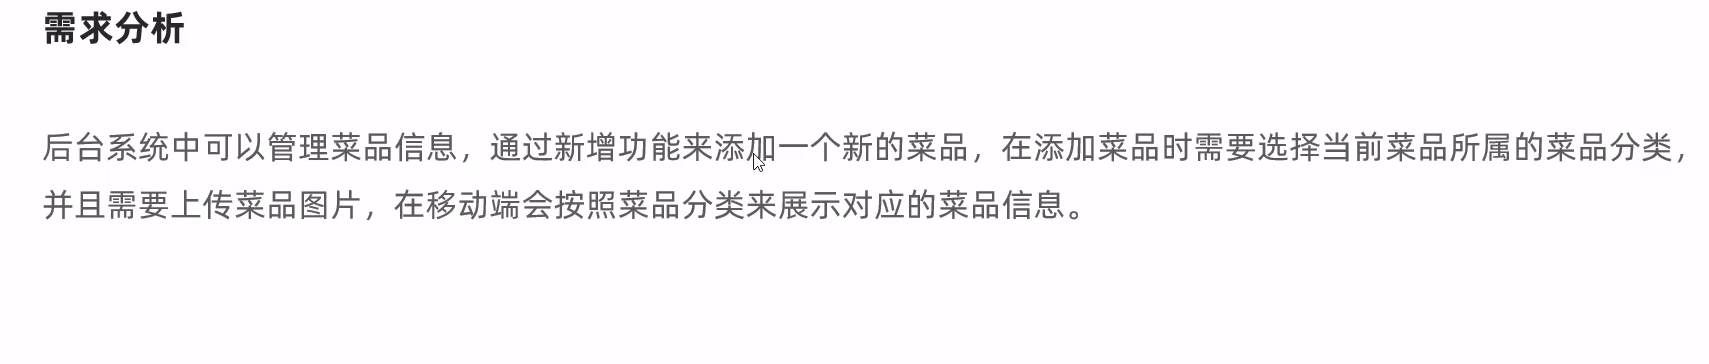 需求分析
后台系统中可以管理菜品信息，通过新增功能来添加一个新的菜品，在添加菜品时需要选择当前菜品所属的菜品分类，
并且需要上传菜品图片，在移动端会按照菜品分类来展示对应的菜品信息。